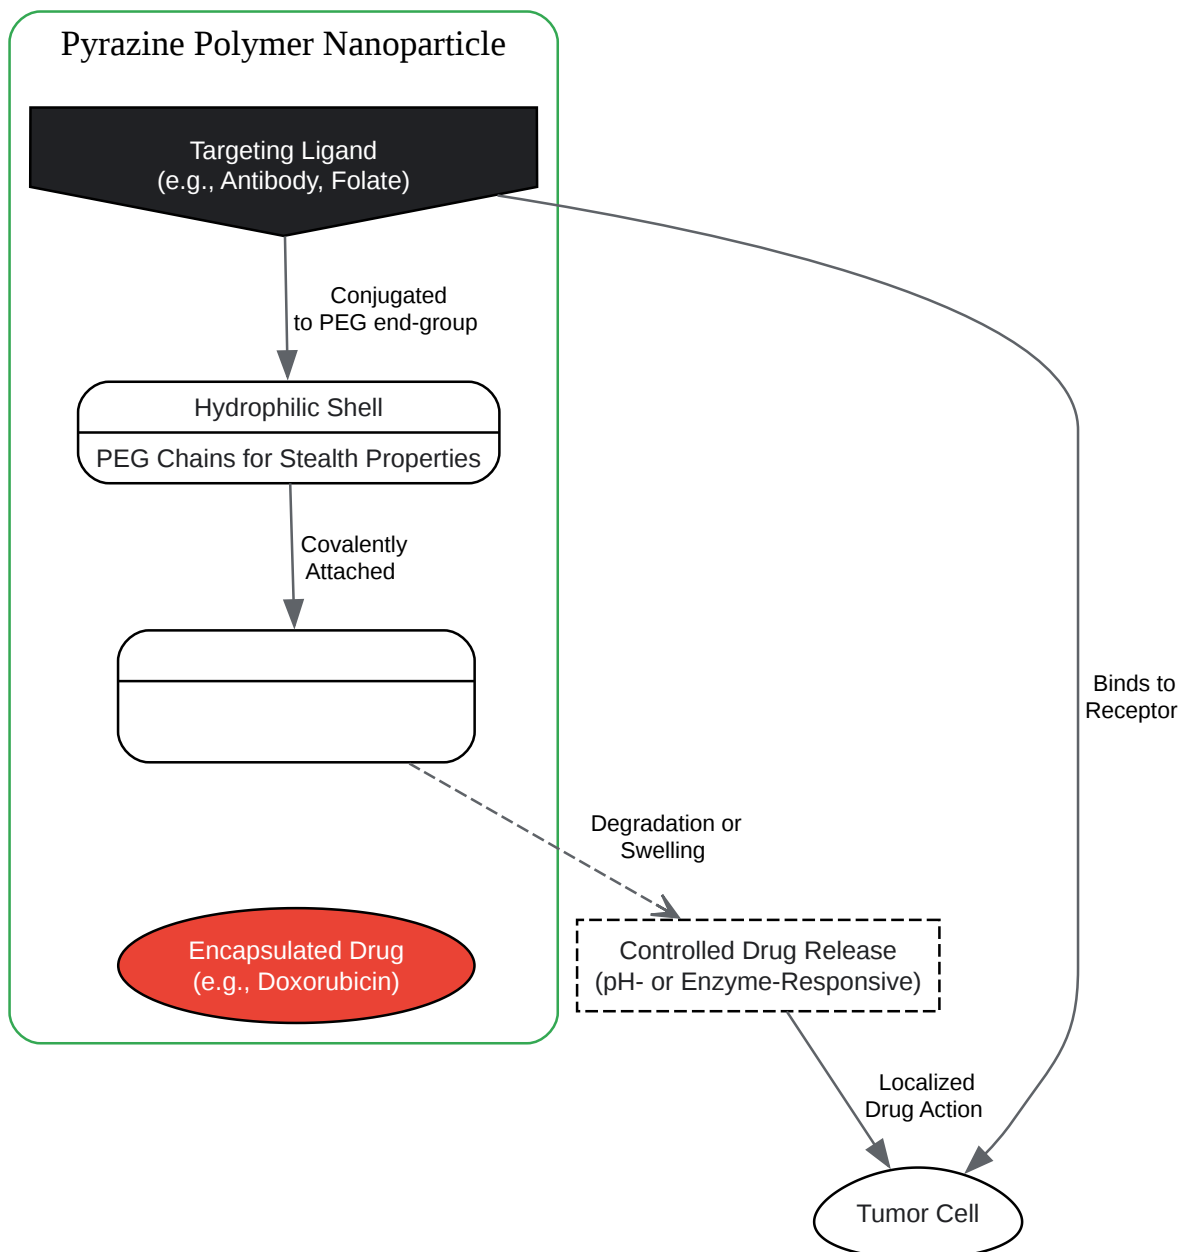 Pyrazine Polymer Nanoparticle
Targeting Ligand
(e.g., Antibody, Folate)
Conjugated
to PEG end-group
Hydrophilic Shell
PEG Chains for Stealth Properties
Covalently
Attached
Binds to
Receptor
Degradation or
Swelling
Encapsulated Drug
(e.g., Doxorubicin)
Controlled Drug Release
(pH- or Enzyme-Responsive)
Localized
Drug Action
Tumor Cell